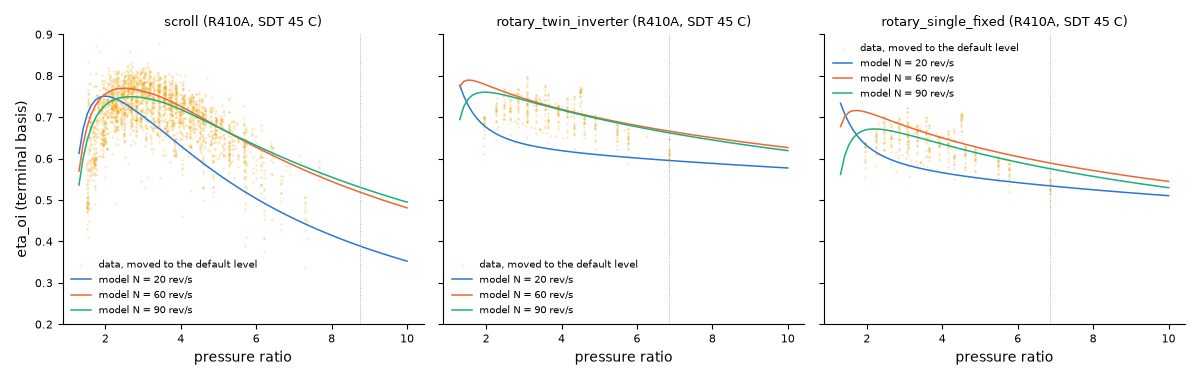 scroll (R410A, SDT 45 C)
eta_oi (terminal basis)
0.9
0.8
0.7
0.6
0.5
0.4
0.3
0.2
data, moved to the default level
model N = 20 rev/s
model N = 60 rev/s
model N = 90 rev/s
2 4 6 8 10
pressure ratio
rotary_twin_inverter (R410A, SDT 45 C)
data, moved to the default level
model N = 20 rev/s
model N = 60 rev/s
model N = 90 rev/s
2 4 6 8 10
pressure ratio
rotary_single_fixed (R410A, SDT 45 C)
data, moved to the default level
model N = 20 rev/s
model N = 60 rev/s
model N = 90 rev/s
2 4 6 8 10
pressure ratio